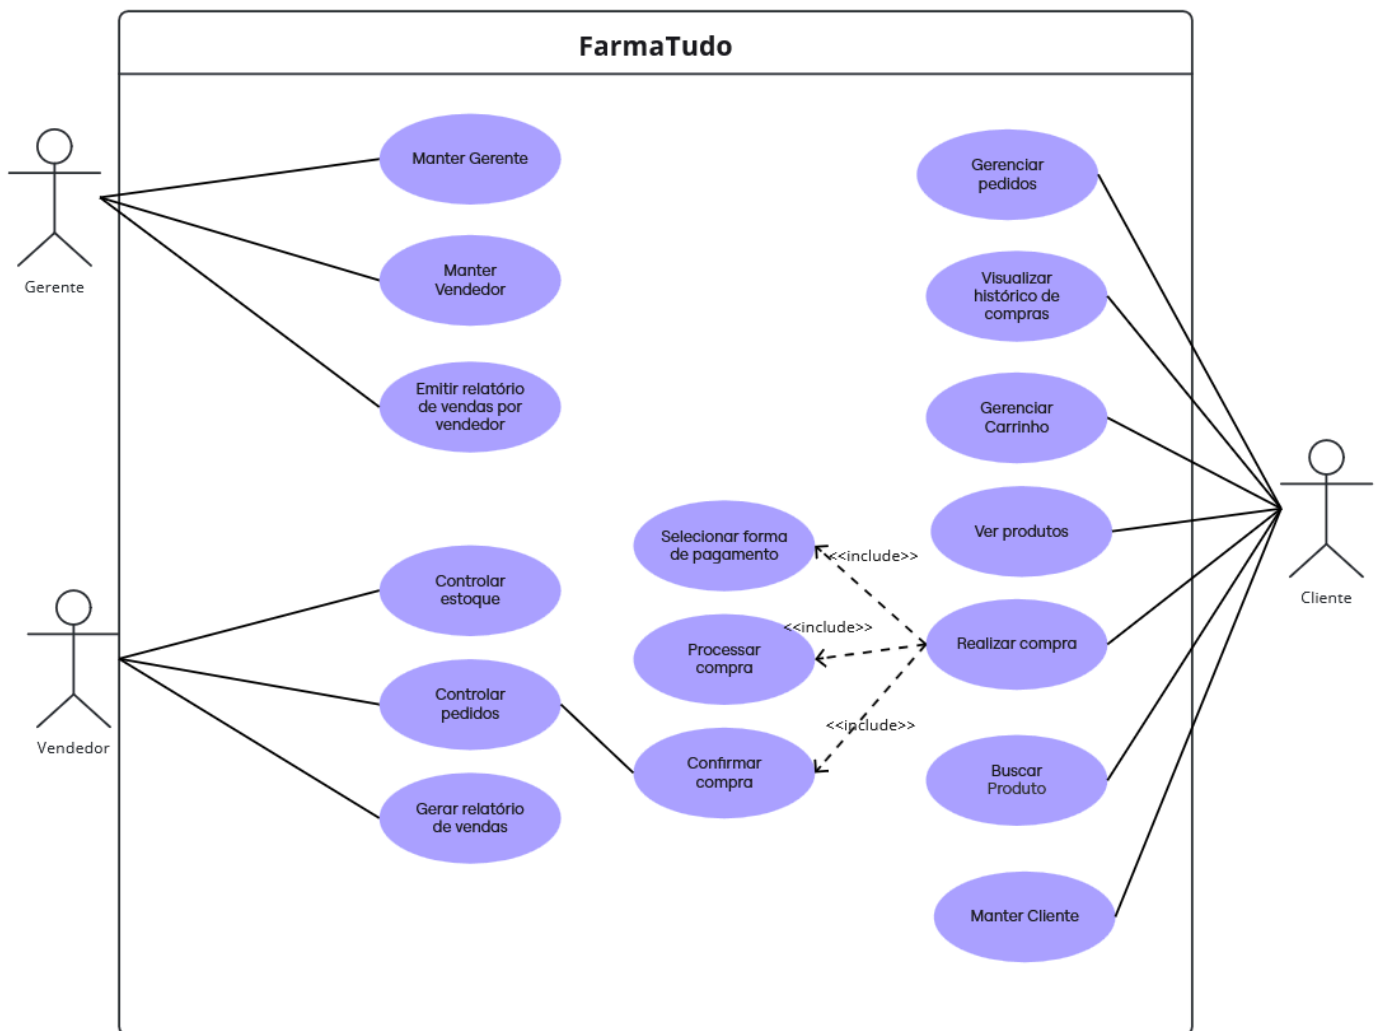 FarmaTudo
Manter Gerente
Manter
Vendedor
Emitir relatório
de vendas por
vendedor
Gerente
Controlar
estoque
Controlar
pedidos
Gerar relatório
de vendas
Vendedor
Selecionar forma
de pagamento
Processar
compra
Confirmar
compra
<<include>>
<<include>>
<<include>>
Gerenciar
pedidos
Visualizar
histórico de
compras
Gerenciar
Carrinho
Ver produtos
Realizar compra
Buscar
Produto
Manter Cliente
Cliente